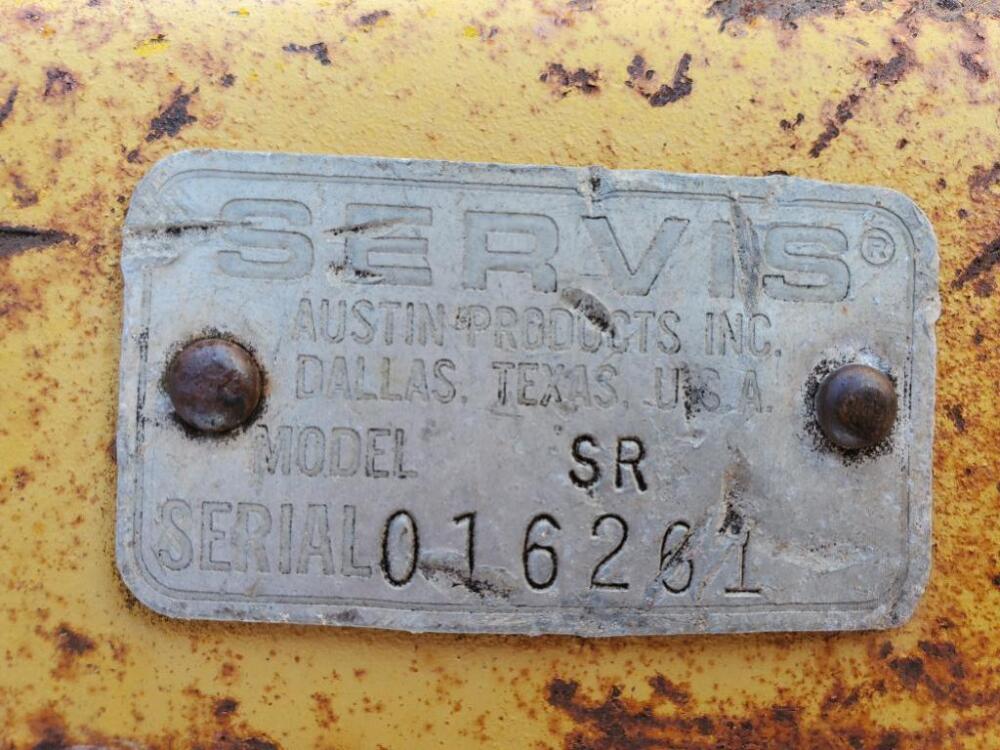 SERVIS®
AUSTIN PRODUCTS INC.
DALLAS, TEXAS, U.S.A.
MODEL SR
SERIAL 016261